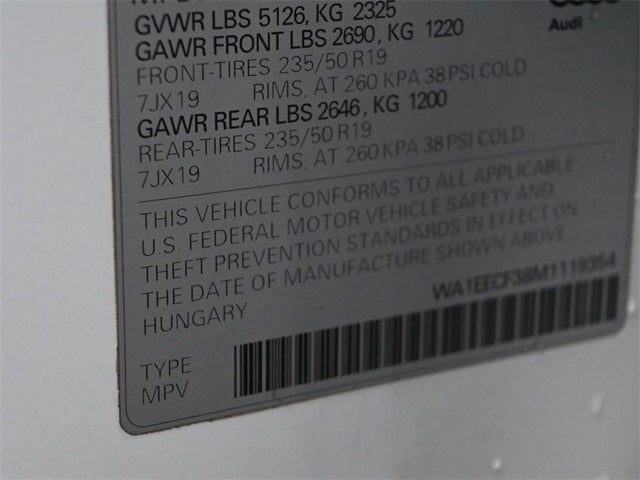 GVWR LBS 5126, KG 2325
Audi
GAWR FRONT LBS 2690, KG 1220
FRONT-TIRES 235/50 R19
7JX19 RIMS, AT 260 KPA 38 PSI COLD
GAWR REAR LBS 2646, KG 1200
REAR-TIRES 235/50 R19
7JX19 RIMS, AT 260 KPA 38 PSI COLD
THIS VEHICLE CONFORMS TO ALL APPLICABLE
U.S. FEDERAL MOTOR VEHICLE SAFETY AND
THEFT PREVENTION STANDARDS IN EFFECT ON
THE DATE OF MANUFACTURE SHOWN ABOVE
HUNGARY
WA1EECF38M1119354
TYPE:
MPV